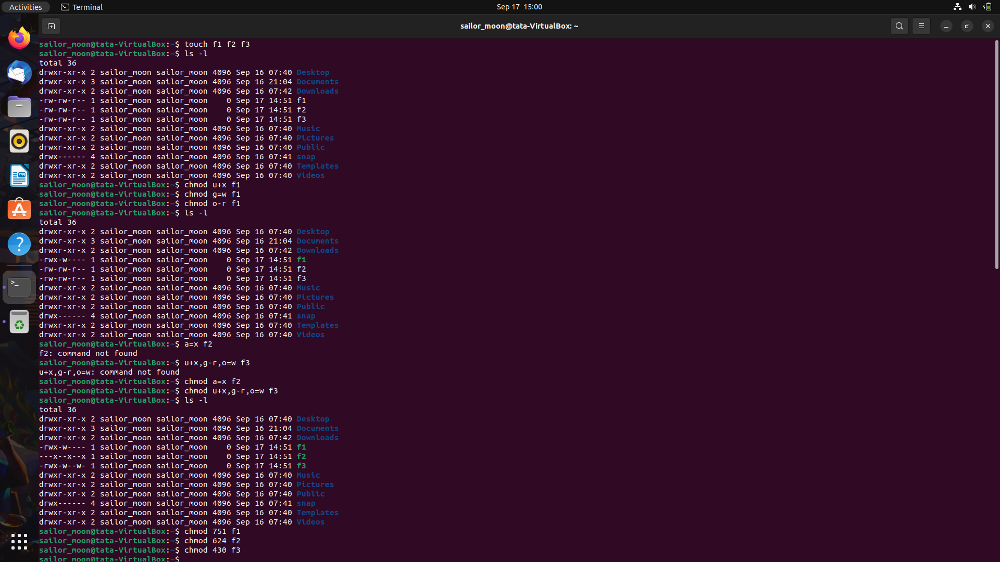 Activities Terminal Sep 17 15:00
sailor_moon@tata-VirtualBox: ~
sailor_moon@tata-VirtualBox:~$ touch f1 f2 f3
sailor_moon@tata-VirtualBox:~$ ls -l
total 36
drwxr-xr-x 2 sailor_moon sailor_moon 4096 Sep 16 07:40 Desktop
drwxr-xr-x 3 sailor_moon sailor_moon 4096 Sep 16 21:04 Documents
drwxr-xr-x 2 sailor_moon sailor_moon 4096 Sep 16 07:42 Downloads
-rw-rw-r-- 1 sailor_moon sailor_moon    0 Sep 17 14:51 f1
-rw-rw-r-- 1 sailor_moon sailor_moon    0 Sep 17 14:51 f2
-rw-rw-r-- 1 sailor_moon sailor_moon    0 Sep 17 14:51 f3
drwxr-xr-x 2 sailor_moon sailor_moon 4096 Sep 16 07:40 Music
drwxr-xr-x 2 sailor_moon sailor_moon 4096 Sep 16 07:40 Pictures
drwxr-xr-x 2 sailor_moon sailor_moon 4096 Sep 16 07:40 Public
drwx------ 4 sailor_moon sailor_moon 4096 Sep 16 07:41 snap
drwxr-xr-x 2 sailor_moon sailor_moon 4096 Sep 16 07:40 Templates
drwxr-xr-x 2 sailor_moon sailor_moon 4096 Sep 16 07:40 Videos
sailor_moon@tata-VirtualBox:~$ chmod u+x f1
sailor_moon@tata-VirtualBox:~$ chmod g=w f1
sailor_moon@tata-VirtualBox:~$ chmod o-r f1
sailor_moon@tata-VirtualBox:~$ ls -l
total 36
drwxr-xr-x 2 sailor_moon sailor_moon 4096 Sep 16 07:40 Desktop
drwxr-xr-x 3 sailor_moon sailor_moon 4096 Sep 16 21:04 Documents
drwxr-xr-x 2 sailor_moon sailor_moon 4096 Sep 16 07:42 Downloads
-rwx-w---- 1 sailor_moon sailor_moon    0 Sep 17 14:51 f1
-rw-rw-r-- 1 sailor_moon sailor_moon    0 Sep 17 14:51 f2
-rw-rw-r-- 1 sailor_moon sailor_moon    0 Sep 17 14:51 f3
drwxr-xr-x 2 sailor_moon sailor_moon 4096 Sep 16 07:40 Music
drwxr-xr-x 2 sailor_moon sailor_moon 4096 Sep 16 07:40 Pictures
drwxr-xr-x 2 sailor_moon sailor_moon 4096 Sep 16 07:40 Public
drwx------ 4 sailor_moon sailor_moon 4096 Sep 16 07:41 snap
drwxr-xr-x 2 sailor_moon sailor_moon 4096 Sep 16 07:40 Templates
drwxr-xr-x 2 sailor_moon sailor_moon 4096 Sep 16 07:40 Videos
sailor_moon@tata-VirtualBox:~$ a=x f2
f2: command not found
sailor_moon@tata-VirtualBox:~$ u+x,g-r,o=w f3
u+x,g-r,o=w: command not found
sailor_moon@tata-VirtualBox:~$ chmod a=x f2
sailor_moon@tata-VirtualBox:~$ chmod u+x,g-r,o=w f3
sailor_moon@tata-VirtualBox:~$ ls -l
total 36
drwxr-xr-x 2 sailor_moon sailor_moon 4096 Sep 16 07:40 Desktop
drwxr-xr-x 3 sailor_moon sailor_moon 4096 Sep 16 21:04 Documents
drwxr-xr-x 2 sailor_moon sailor_moon 4096 Sep 16 07:42 Downloads
-rwx-w---- 1 sailor_moon sailor_moon    0 Sep 17 14:51 f1
---x--x--x 1 sailor_moon sailor_moon    0 Sep 17 14:51 f2
-rwx-w--w- 1 sailor_moon sailor_moon    0 Sep 17 14:51 f3
drwxr-xr-x 2 sailor_moon sailor_moon 4096 Sep 16 07:40 Music
drwxr-xr-x 2 sailor_moon sailor_moon 4096 Sep 16 07:40 Pictures
drwxr-xr-x 2 sailor_moon sailor_moon 4096 Sep 16 07:40 Public
drwx------ 4 sailor_moon sailor_moon 4096 Sep 16 07:41 snap
drwxr-xr-x 2 sailor_moon sailor_moon 4096 Sep 16 07:40 Templates
drwxr-xr-x 2 sailor_moon sailor_moon 4096 Sep 16 07:40 Videos
sailor_moon@tata-VirtualBox:~$ chmod 751 f1
sailor_moon@tata-VirtualBox:~$ chmod 624 f2
sailor_moon@tata-VirtualBox:~$ chmod 430 f3
sailor_moon@tata-VirtualBox:~$